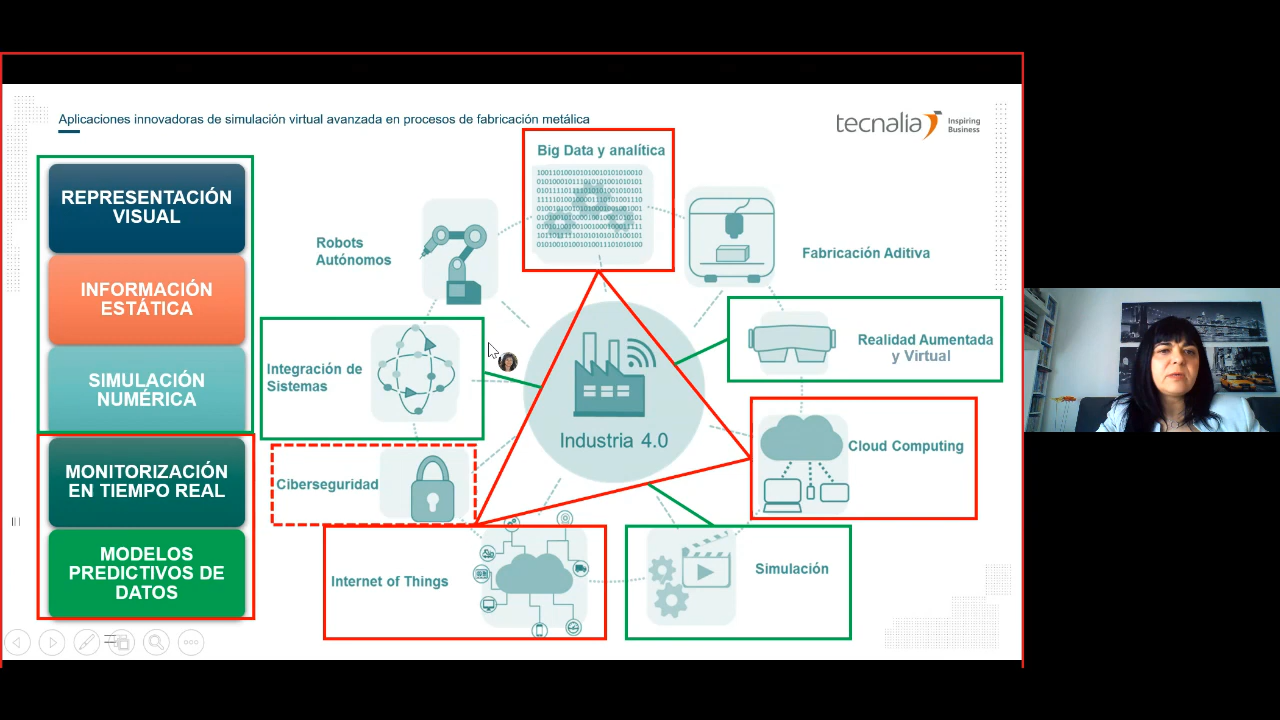 Aplicaciones innovadoras de simulación virtual avanzada en procesos de fabricación metálica
tecnalia Inspiring
Business
REPRESENTACIÓN
VISUAL
INFORMACIÓN
ESTÁTICA
SIMULACIÓN
NUMÉRICA
MONITORIZACIÓN
EN TIEMPO REAL
MODELOS
PREDICTIVOS DE
DATOS
Big Data y analítica
Robots
Autónomos
Fabricación Aditiva
Integración de
Sistemas
Realidad Aumentada
y Virtual
Industria 4.0
Cloud Computing
Ciberseguridad
Internet of Things
Simulación